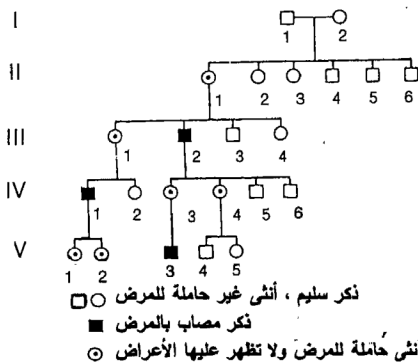 I
1 2
II
1 2 3 4 5 6
III
1 2 3 4
IV
1 2 3 4 5 6
V
1 2 3 4 5
ذكر سليم ، أنثى غير حاملة للمرض
ذكر مصاب بالمرض
نثى حاملة للمرض ولا تظهر عليها الأعراض